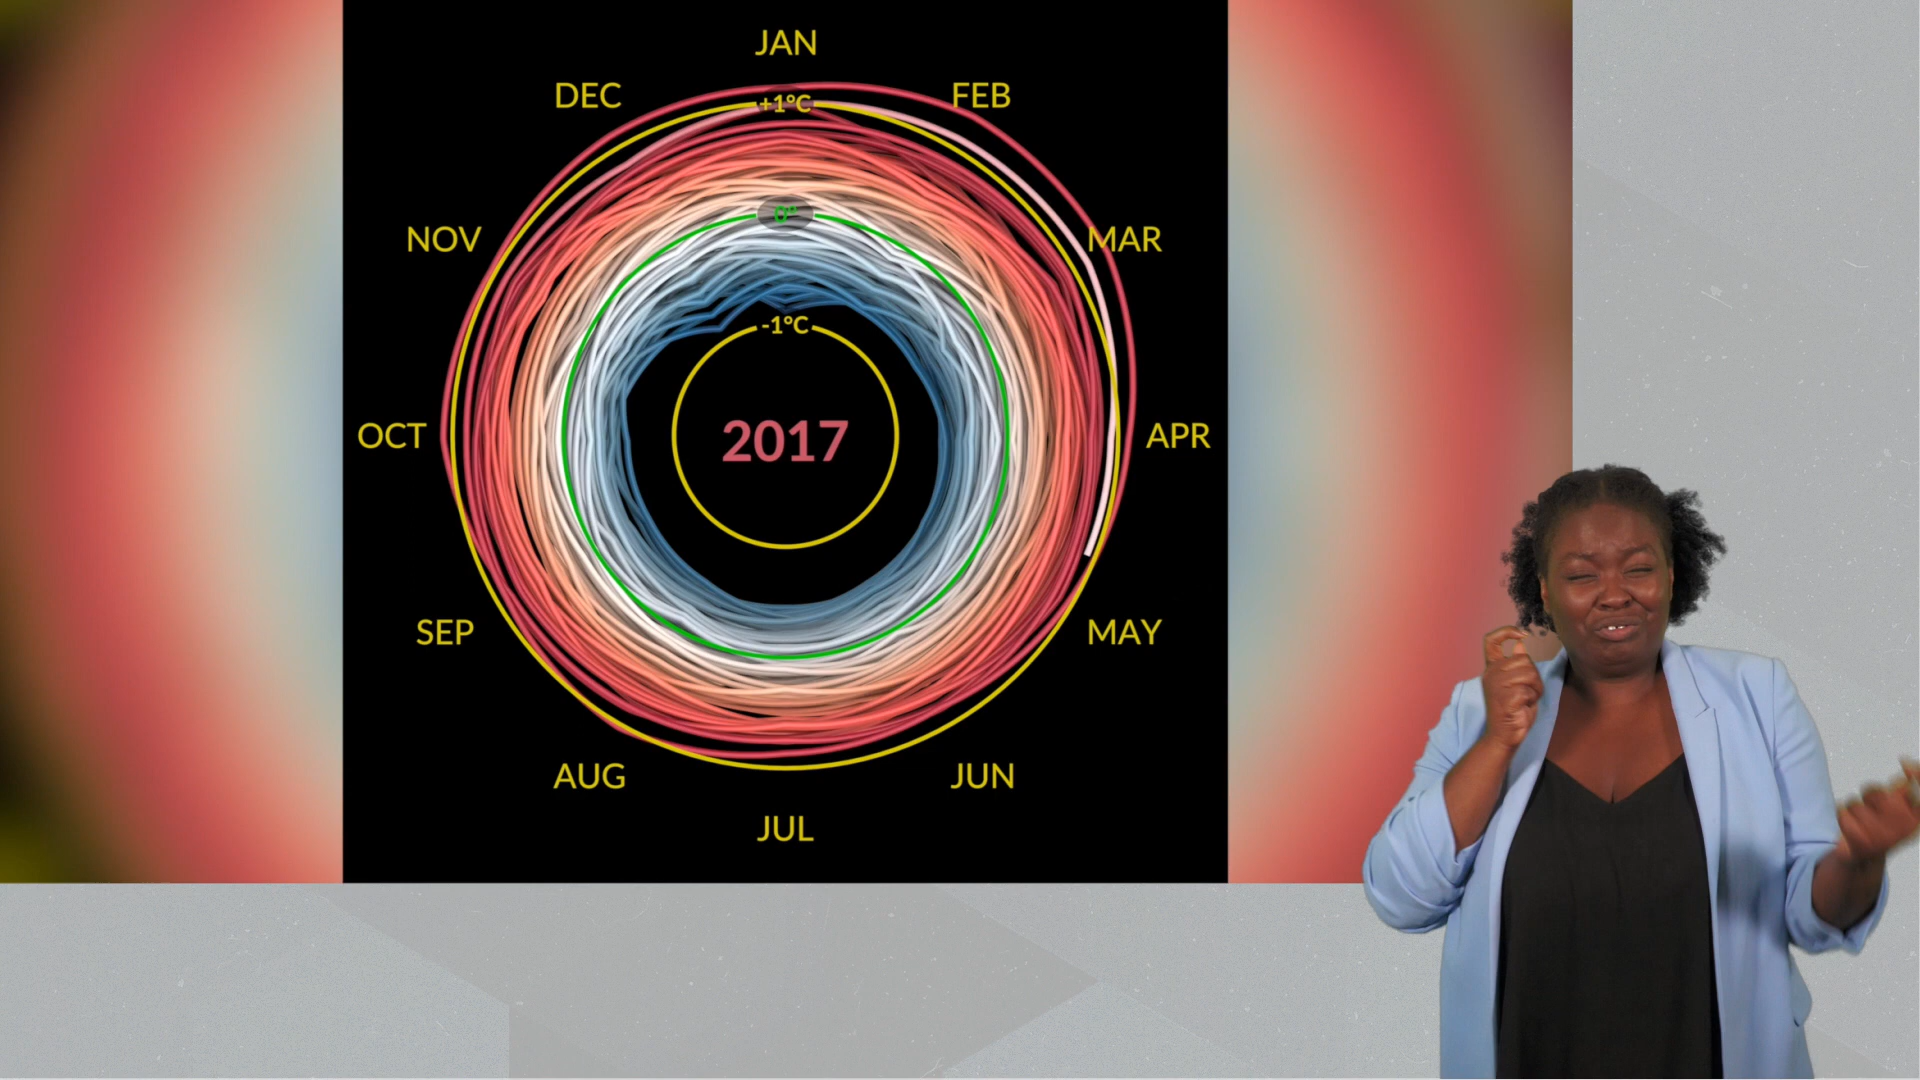 JAN
DEC
FEB
+1°C
NOV
MAR
0°
-1°C
OCT
2017
APR
SEP
MAY
AUG
JUN
JUL